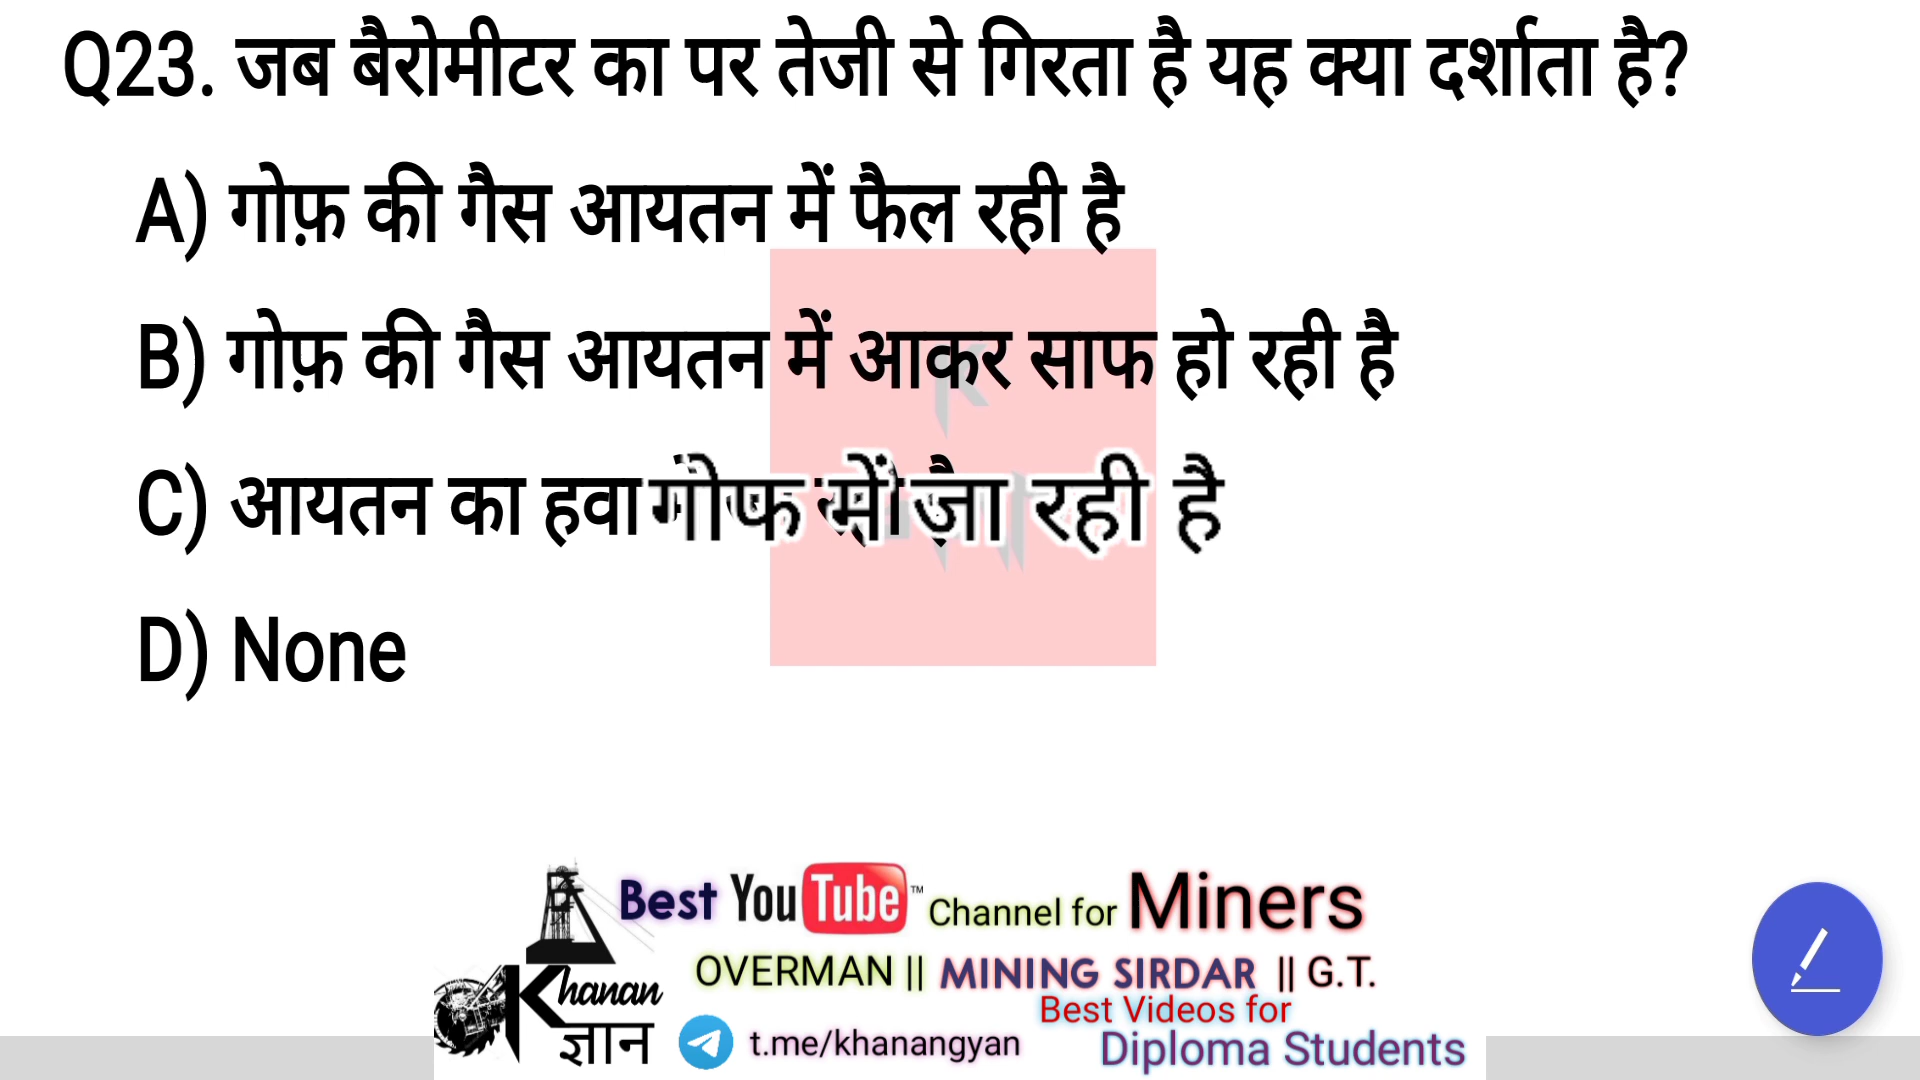 Q23. जब बैरोमीटर का पर तेजी से गिरता है यह क्या दर्शाता है?
A) गोफ़ की गैस आयतन में फैल रही है
B) गोफ़ की गैस आयतन में आकर साफ हो रही है
C) आयतन का हवा गोफ में जा रही है
D) None
Best YouTube™ Channel for Miners
OVERMAN || MINING SIRDAR || G.T.
Khanan
ज्ञान
Best Videos for
t.me/khanangyan
Diploma Students